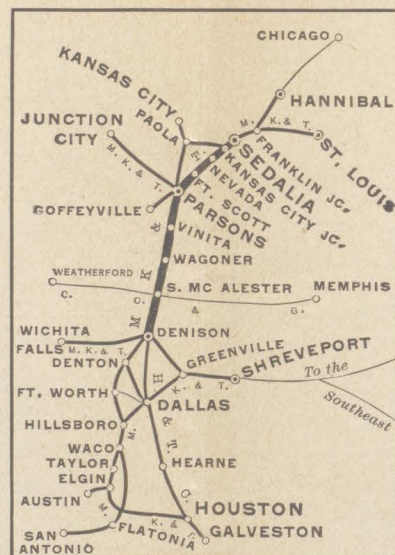 CHICAGO
KANSAS CITY
HANNIBAL
JUNCTION
CITY
PAOLA
M. K. & T.
ST. LOUIS
FRANKLIN JC.
SEDALIA
KANSAS CITY JC.
NEVADA
FT. SCOTT
PARSONS
M. K. & T.
COFFEYVILLE
VINITA
WAGONER
M K & T.
WEATHERFORD
C. O. & G.
S. MC ALESTER
MEMPHIS
WICHITA
FALLS
M. K. & T.
DENISON
DENTON
GREENVILLE
SHREVEPORT
K. & T.
To the
Southeast
FT. WORTH
DALLAS
H. & T. C.
HILLSBORO
M.
WACO
TAYLOR
ELGIN
HEARNE
AUSTIN
M. K. & T.
HOUSTON
GALVESTON
FLATONIA
SAN
ANTONIO